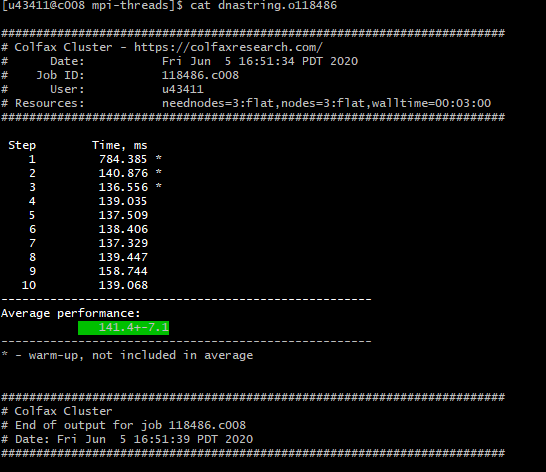 [u43411@c008 mpi-threads]$ cat dnastring.o118486
########################################################################
# Colfax Cluster - https://colfaxresearch.com/
#      Date:           Fri Jun  5 16:51:34 PDT 2020
#    Job ID:           118486.c008
#      User:           u43411
# Resources:           neednodes=3:flat,nodes=3:flat,walltime=00:03:00
########################################################################
 Step        Time, ms
    1         784.385 *
    2         140.876 *
    3         136.556 *
    4         139.035
    5         137.509
    6         138.406
    7         137.329
    8         139.447
    9         158.744
   10         139.068
-----------------------------------------------------
Average performance:
              141.4+-7.1
-----------------------------------------------------
* - warm-up, not included in average
########################################################################
# Colfax Cluster
# End of output for job 118486.c008
# Date: Fri Jun  5 16:51:39 PDT 2020
########################################################################